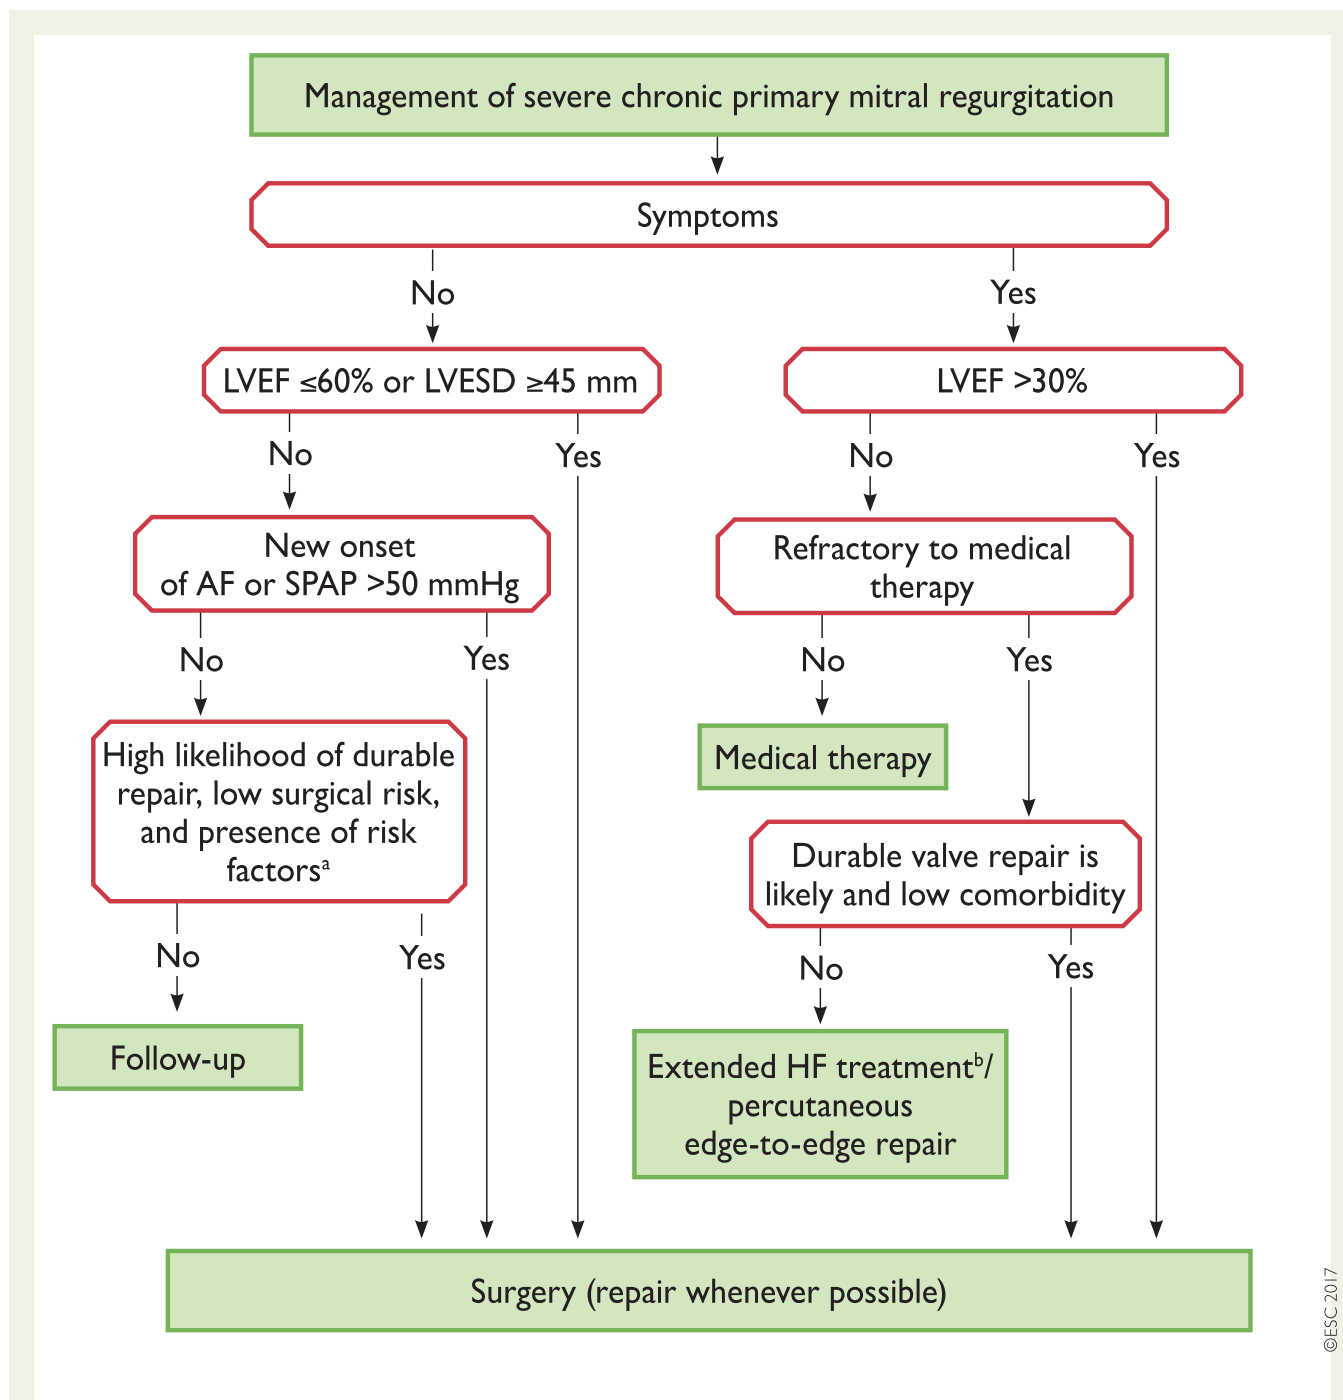 Management of severe chronic primary mitral regurgitation
Symptoms
No
Yes
LVEF ≤60% or LVESD ≥45 mm
LVEF >30%
No
Yes
No
Yes
New onset
of AF or SPAP >50 mmHg
Refractory to medical
therapy
No
Yes
No
Yes
High likelihood of durable
repair, low surgical risk,
and presence of risk
factorsᵃ
Medical therapy
Durable valve repair is
likely and low comorbidity
No
Yes
No
Yes
Follow-up
Extended HF treatmentᵇ/
percutaneous
edge-to-edge repair
Surgery (repair whenever possible)
©ESC 2017